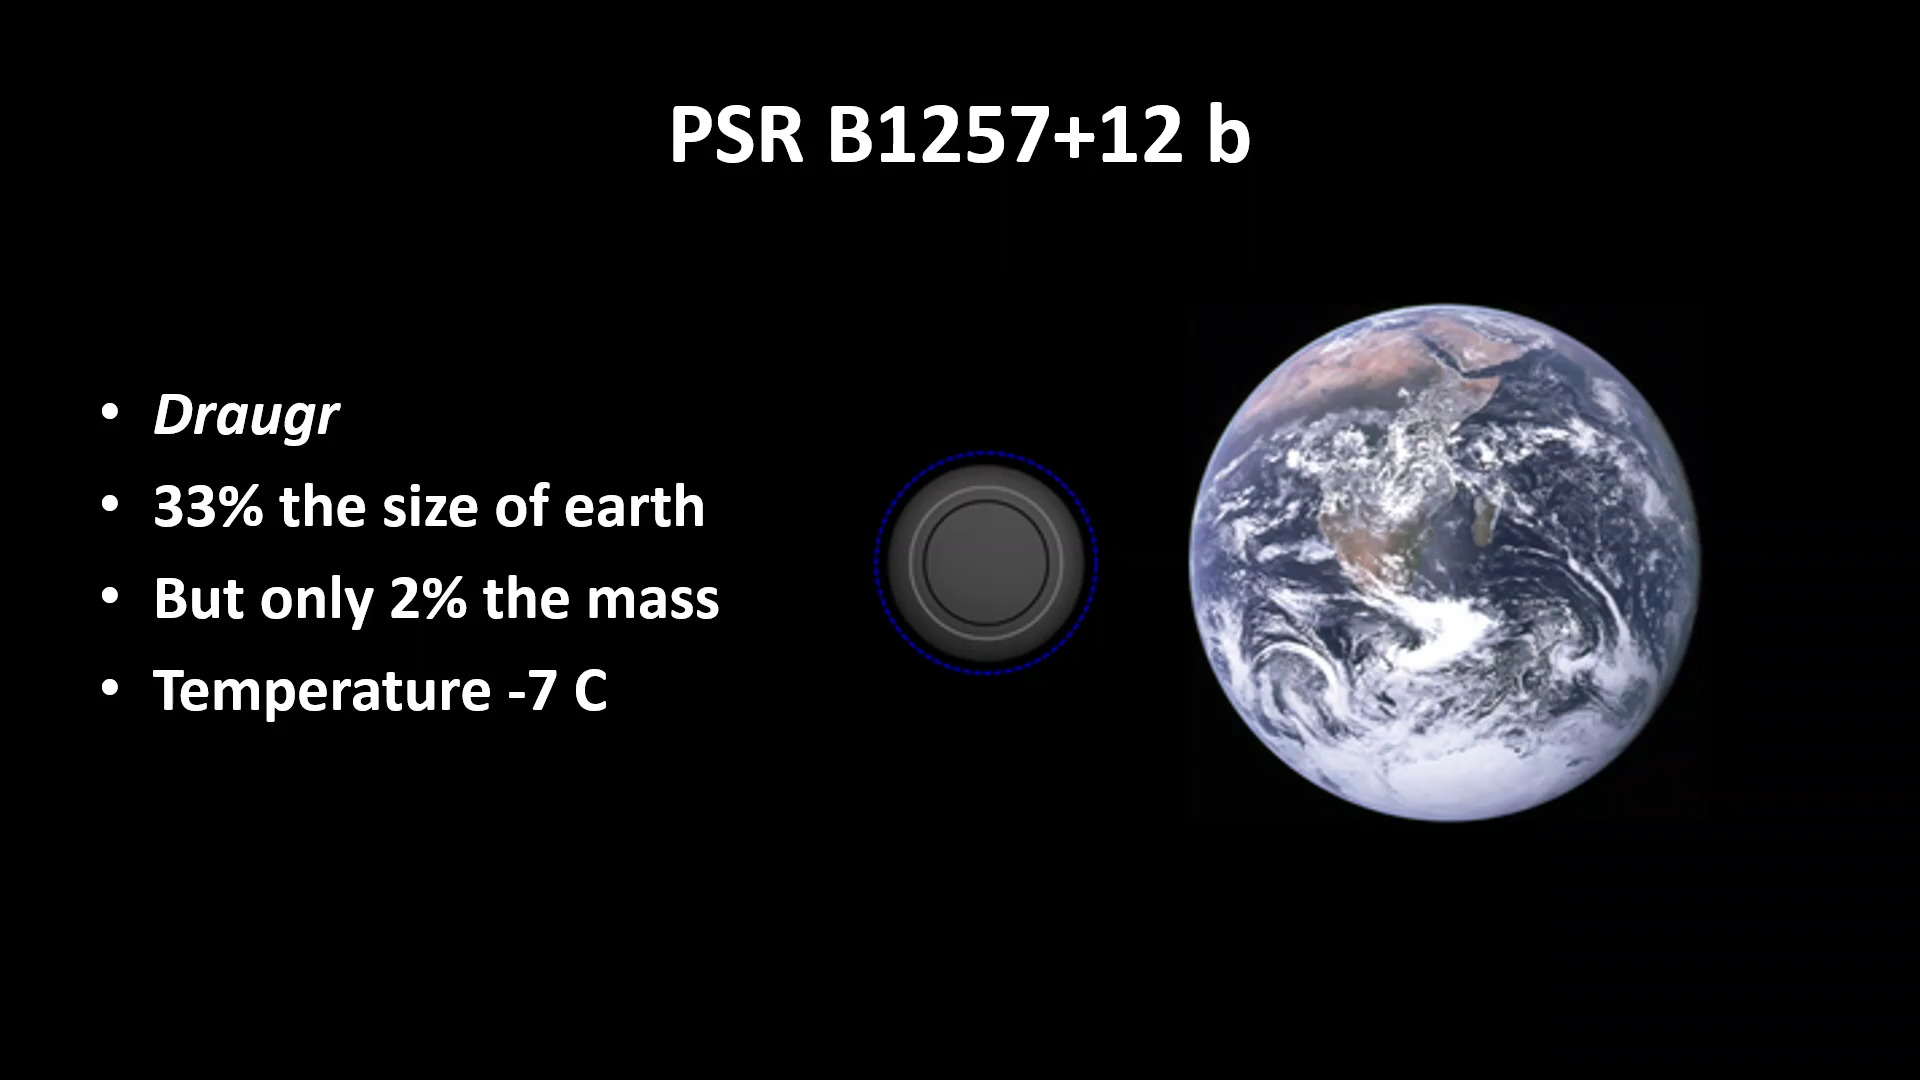 PSR B1257+12 b
• Draugr
• 33% the size of earth
• But only 2% the mass
• Temperature -7 C